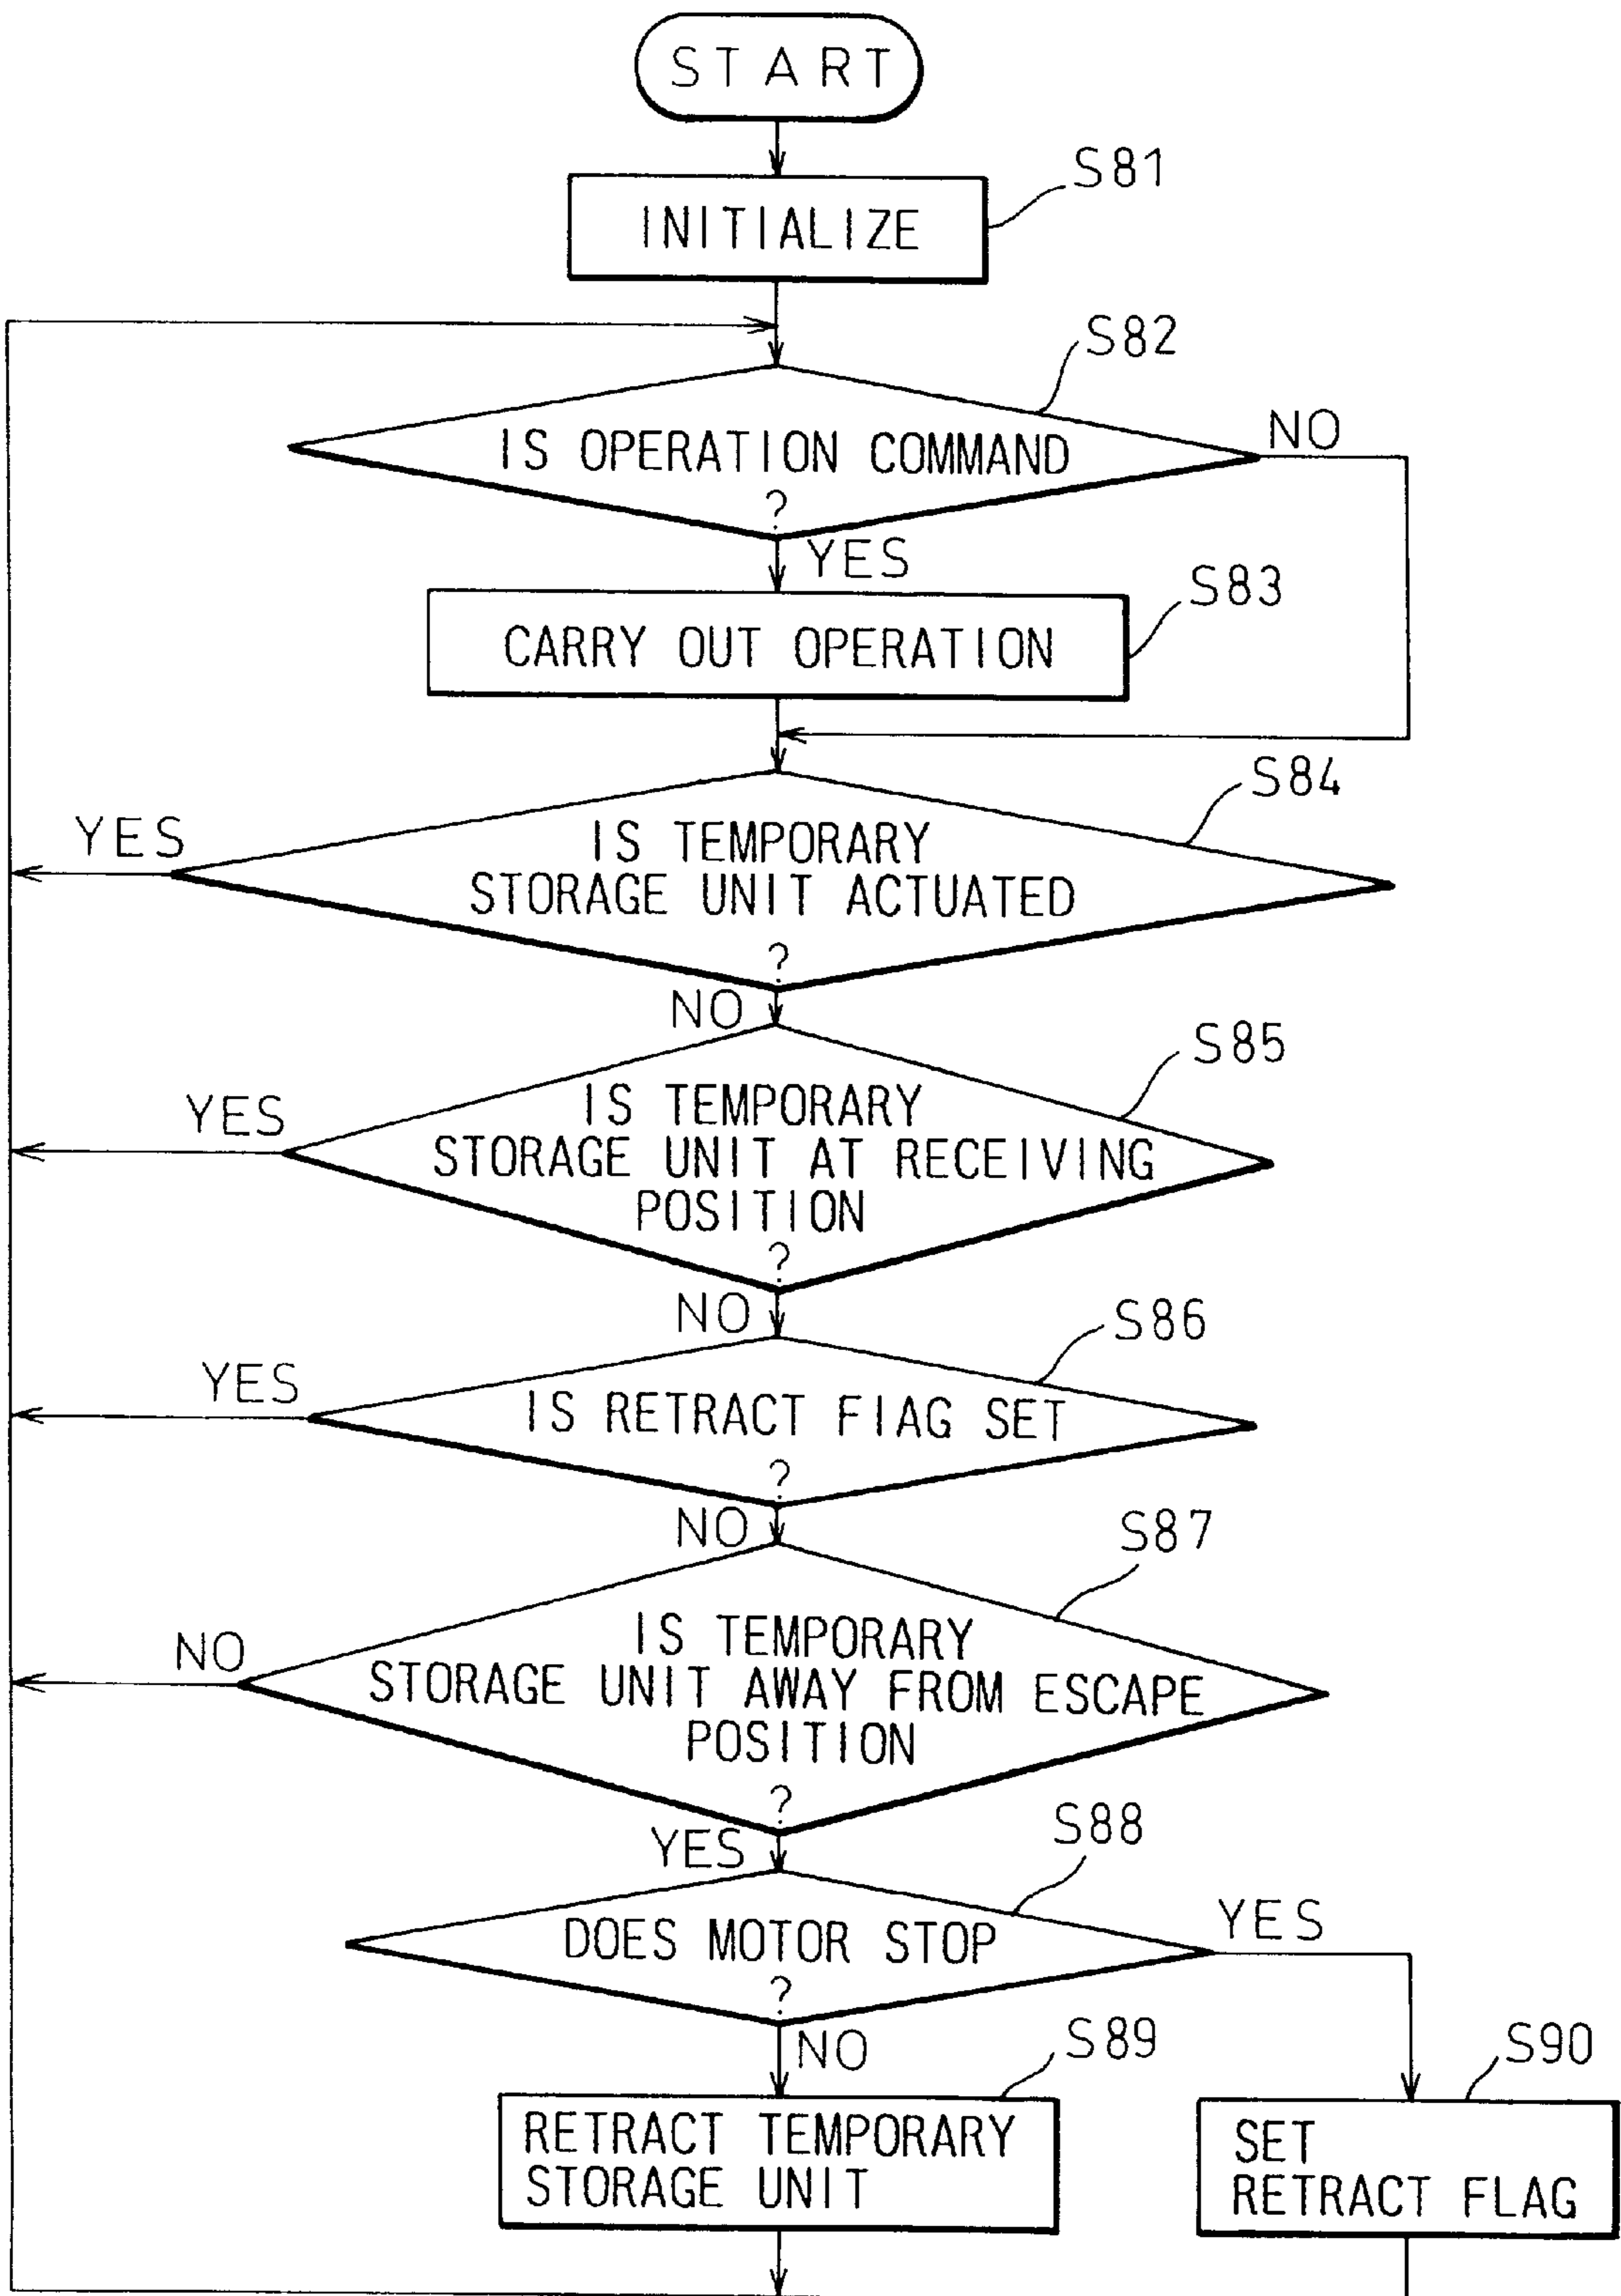 START
S81
INITIALIZE
S82
IS OPERATION COMMAND
?
NO
YES
S83
CARRY OUT OPERATION
S84
YES
IS TEMPORARY
STORAGE UNIT ACTUATED
?
NO
S85
YES
IS TEMPORARY
STORAGE UNIT AT RECEIVING
POSITION
?
NO
S86
YES
IS RETRACT FIAG SET
?
NO
S87
NO
IS TEMPORARY
STORAGE UNIT AWAY FROM ESCAPE
POSITION
?
YES
S88
DOES MOTOR STOP
?
YES
NO
S89
RETRACT TEMPORARY
STORAGE UNIT
S90
SET
RETRACT FLAG